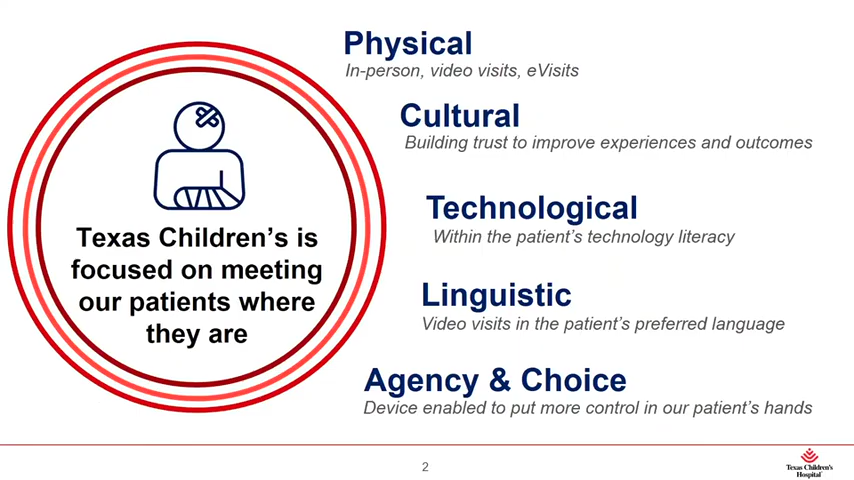 Physical
In-person, video visits, eVisits
Cultural
Building trust to improve experiences and outcomes
Technological
Within the patient's technology literacy
Linguistic
Video visits in the patient's preferred language
Agency & Choice
Device enabled to put more control in our patient's hands
Texas Children's is
focused on meeting
our patients where
they are
2
Texas Children's
Hospital